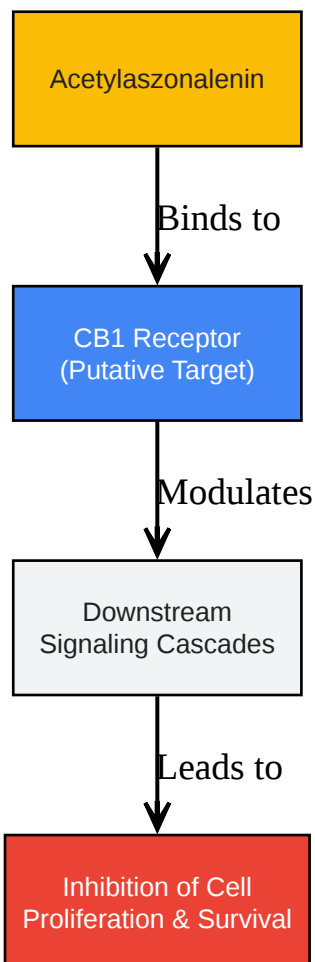 Acetylaszonalenin
Binds to
CB1 Receptor
(Putative Target)
Modulates
Downstream
Signaling Cascades
Leads to
Inhibition of Cell
Proliferation & Survival